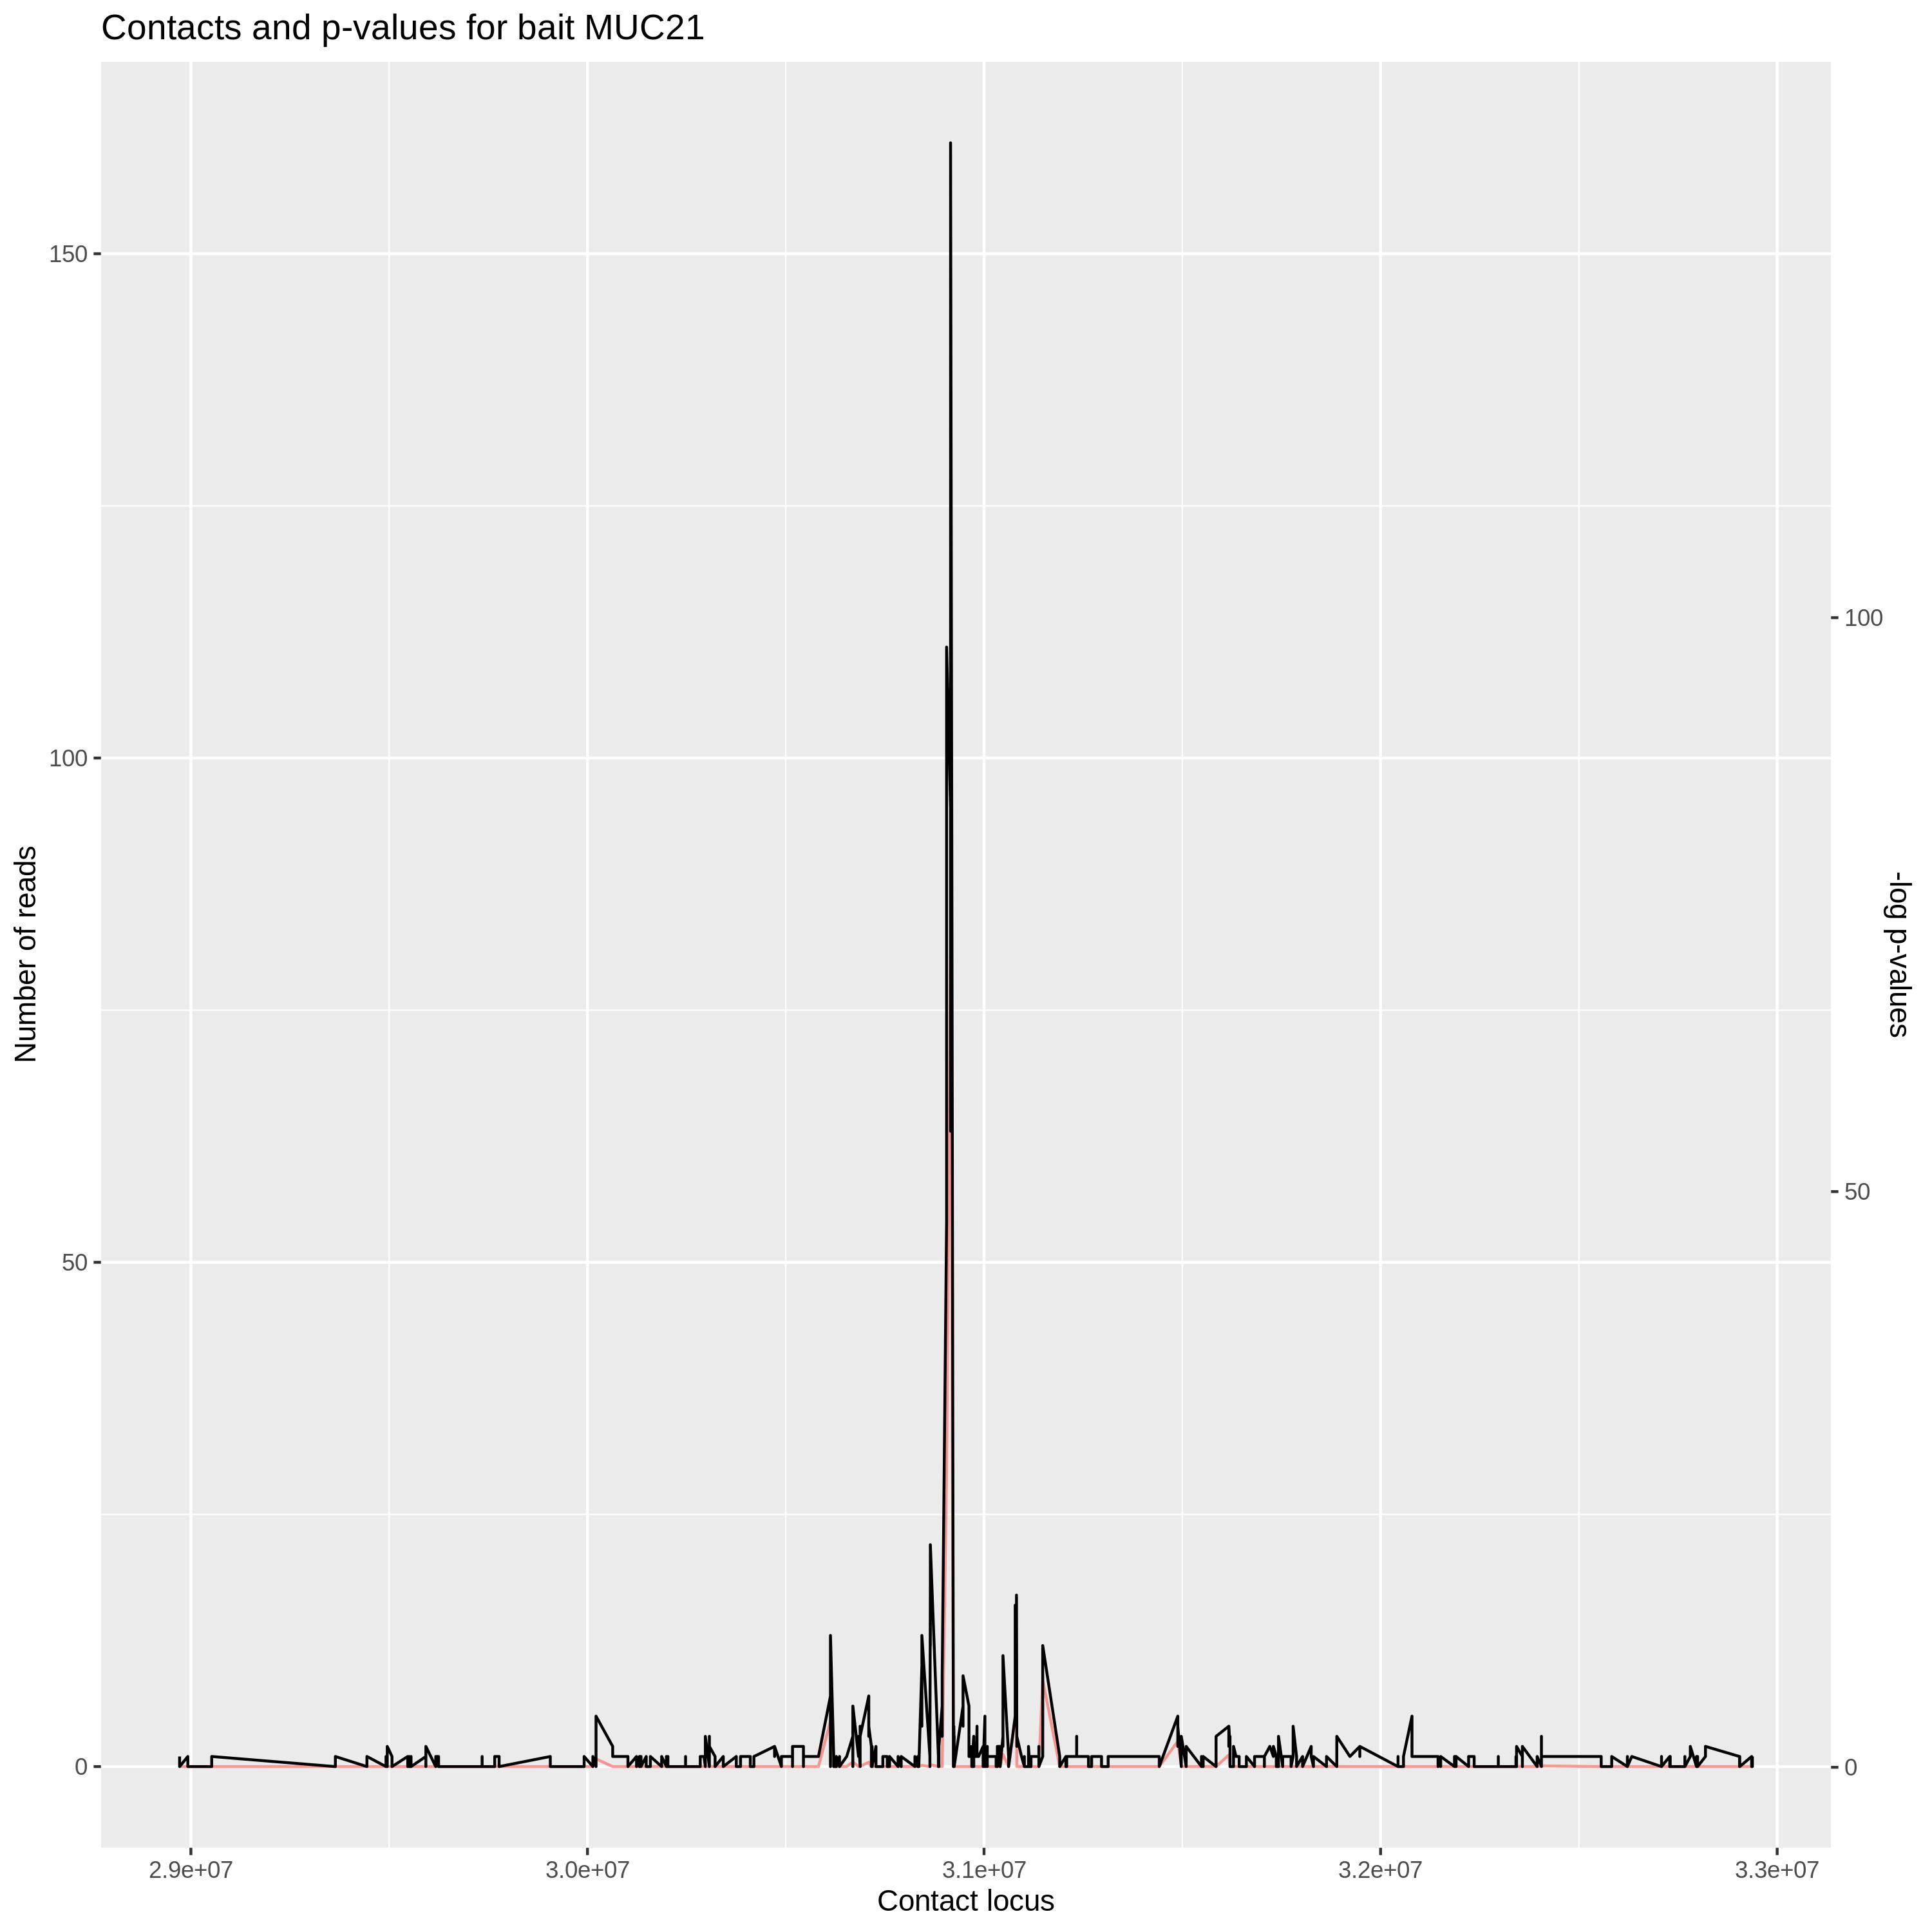 Contacts and p-values for bait MUC21
150
100
50
0
Number of reads
100
50
0
-log p-values
2.9e+07
3.0e+07
3.1e+07
3.2e+07
3.3e+07
Contact locus